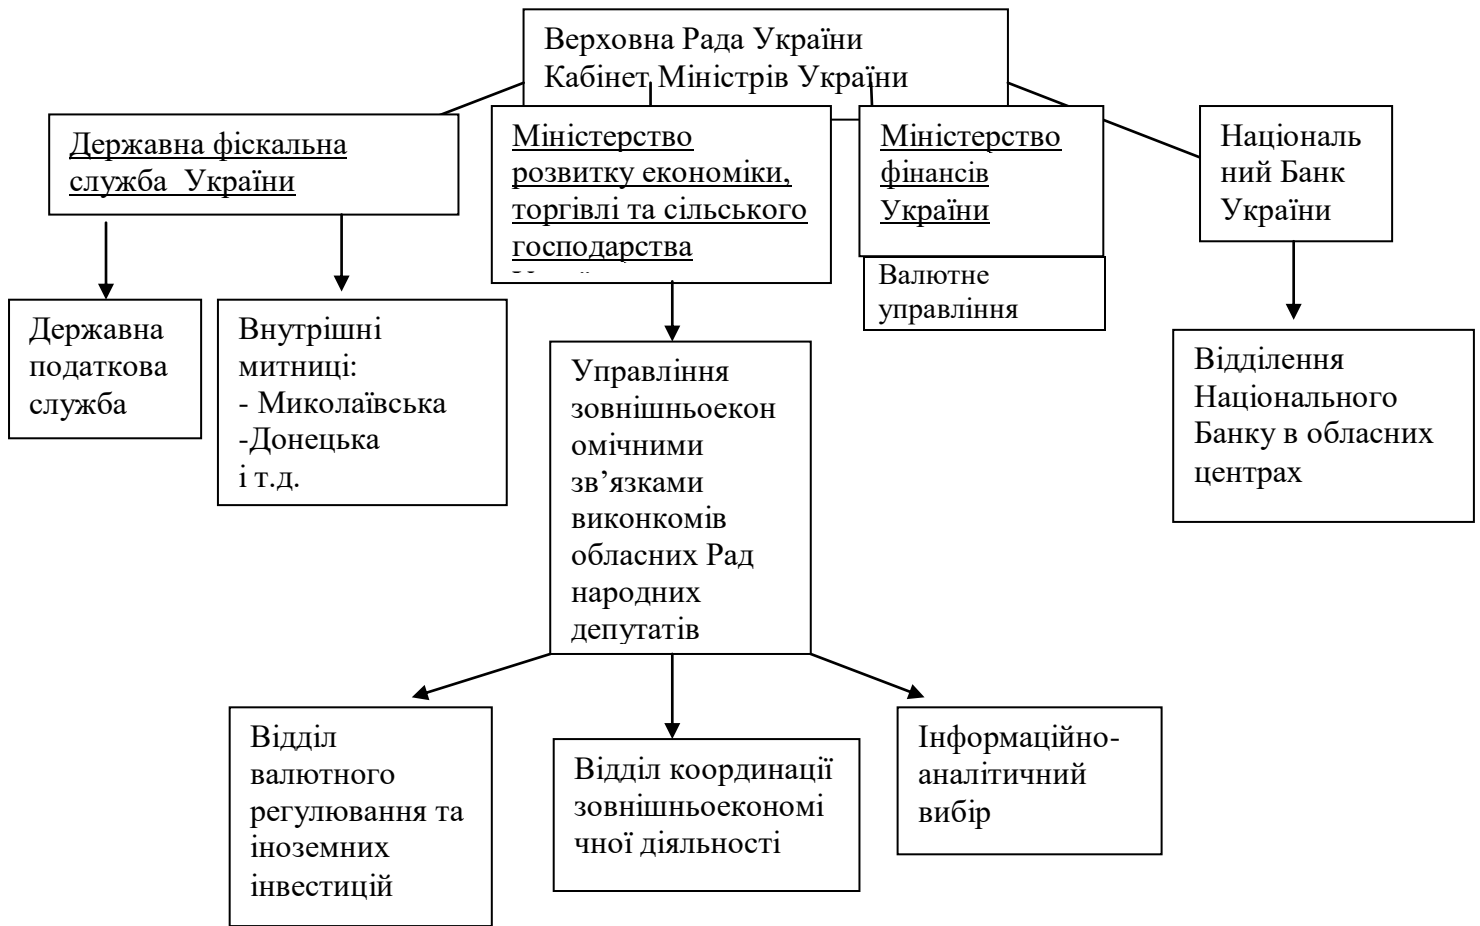 Верховна Рада України
Кабінет Міністрів України
Державна фіскальна
служба  України
Міністерство
розвитку економіки,
торгівлі та сільського
господарства
Міністерство
фінансів
України
Національ
ний Банк
України
Валютне
управління
Державна
податкова
служба
Внутрішні
митниці:
- Миколаївська
-Донецька
і т.д.
Управління
зовнішньоекон
омічними
зв’язками
виконкомів
обласних Рад
народних
депутатів
Відділення
Національного
Банку в обласних
центрах
Відділ
валютного
регулювання та
іноземних
інвестицій
Відділ координації
зовнішньоекономі
чної діяльності
Інформаційно-
аналітичний
вибір